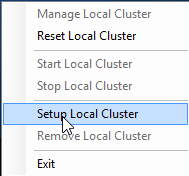 Manage Local Cluster
Reset Local Cluster
Start Local Cluster
Stop Local Cluster
Setup Local Cluster
Remove Local Cluster
Exit